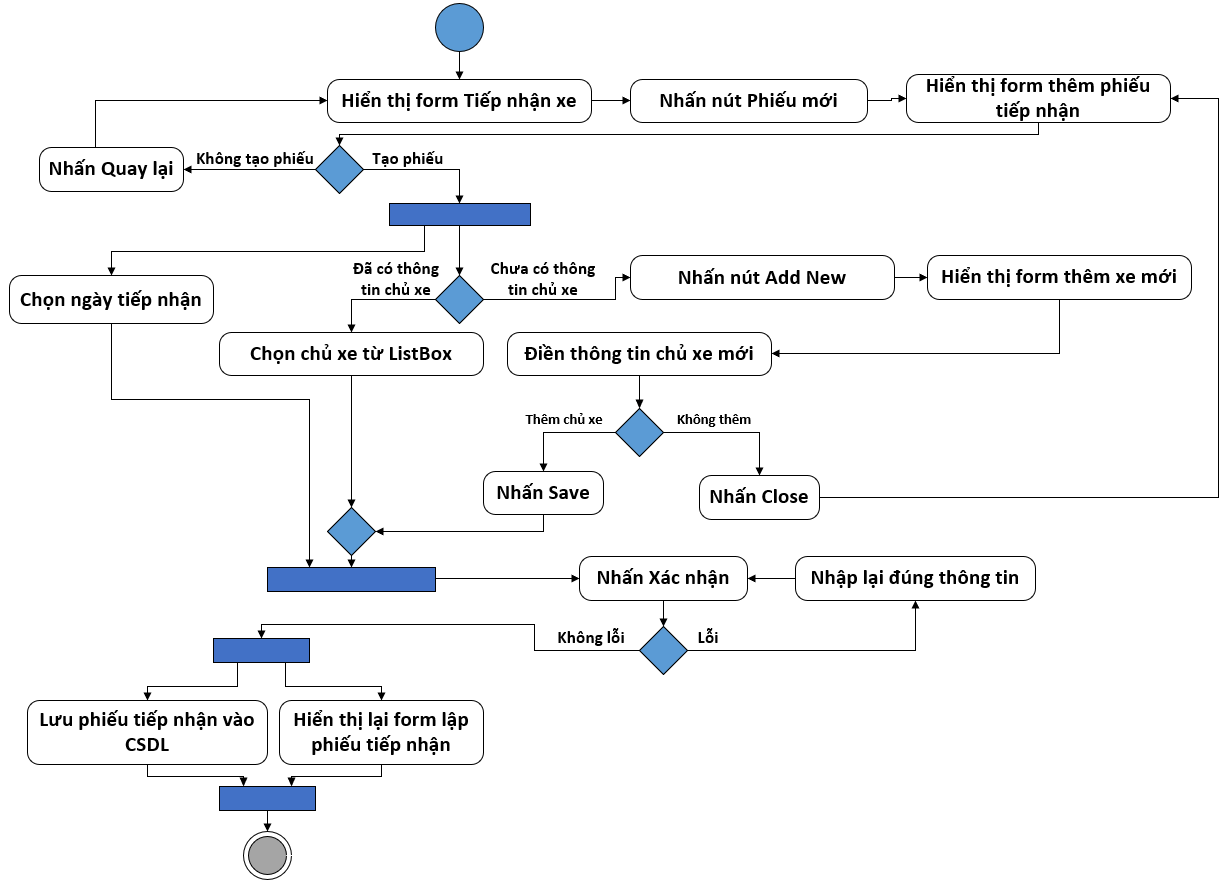 Hiển thị form Tiếp nhận xe
Nhấn nút Phiếu mới
Hiển thị form thêm phiếu
tiếp nhận
Nhấn Quay lại
Không tạo phiếu
Tạo phiếu
Chọn ngày tiếp nhận
Đã có thông
tin chủ xe
Chưa có thông
tin chủ xe
Nhấn nút Add New
Hiển thị form thêm xe mới
Chọn chủ xe từ ListBox
Điền thông tin chủ xe mới
Thêm chủ xe
Không thêm
Nhấn Save
Nhấn Close
Nhấn Xác nhận
Nhập lại đúng thông tin
Không lỗi
Lỗi
Lưu phiếu tiếp nhận vào
CSDL
Hiển thị lại form lập
phiếu tiếp nhận